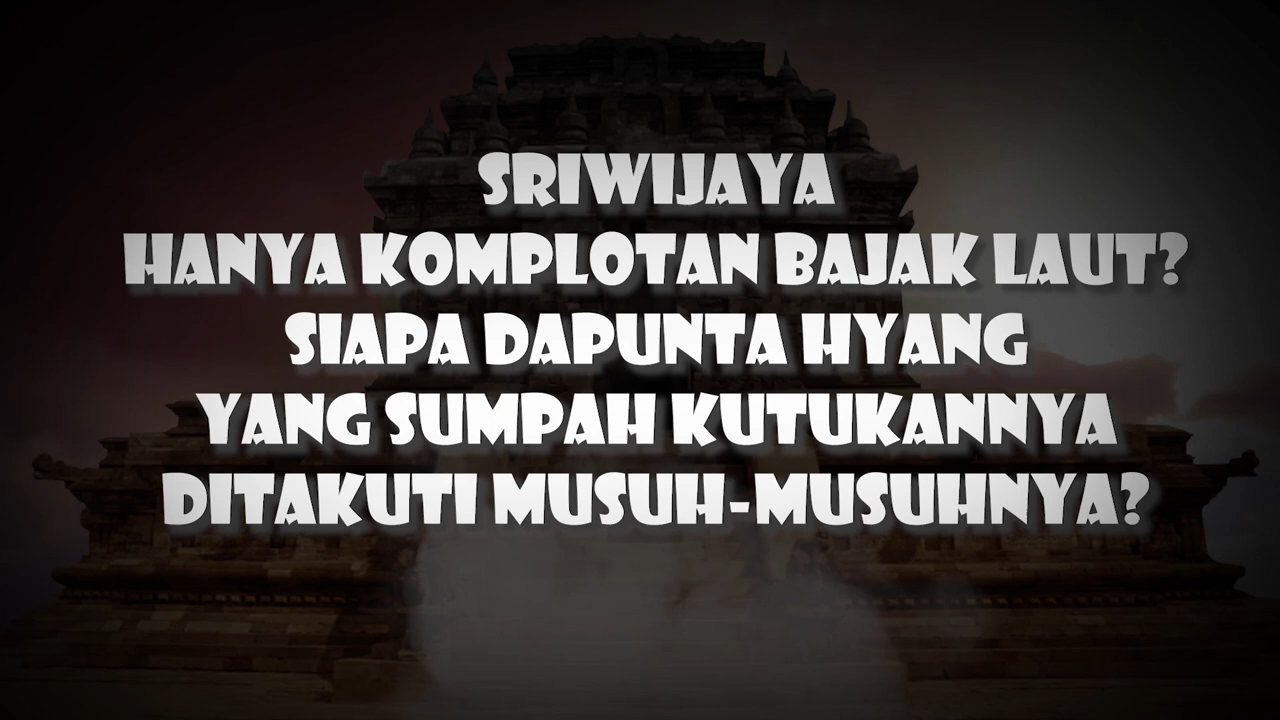 SRIWIJAYA
HANYA KOMPLOTAN BAJAK LAUT?
SIAPA DAPUNTA HYANG
YANG SUMPAH KUTUKANNYA
DITAKUTI MUSUH-MUSUHNYA?